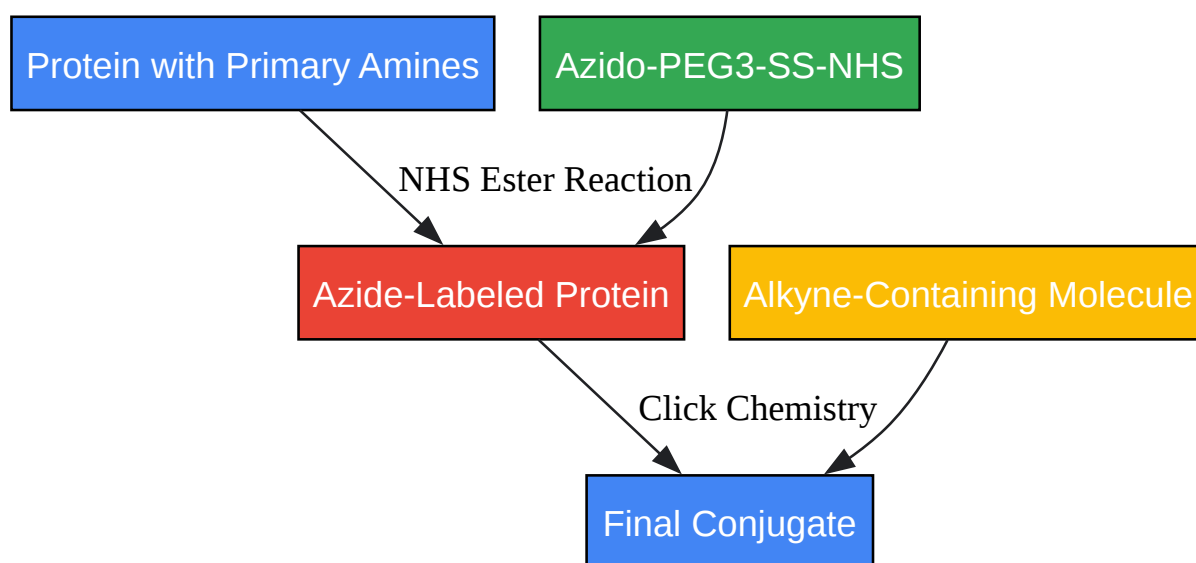 Protein with Primary Amines
Azido-PEG3-SS-NHS
NHS Ester Reaction
Azide-Labeled Protein
Alkyne-Containing Molecule
Click Chemistry
Final Conjugate